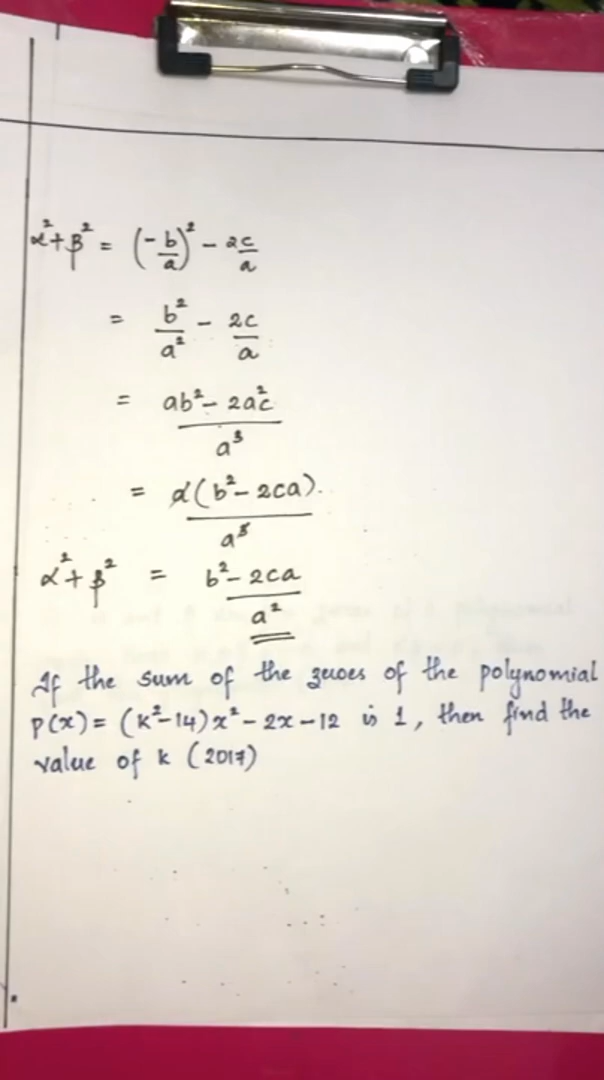 α² + β² = (-b/a)² - 2c/a
= b²/a² - 2c/a
= ab² - 2a²c / a³
= a(b² - 2ca) / a³
α² + β² = b² - 2ca / a²
If the sum of the zeroes of the polynomial
p(x) = (k²-14)x² - 2x - 12 is 1, then find the
value of k (2017)